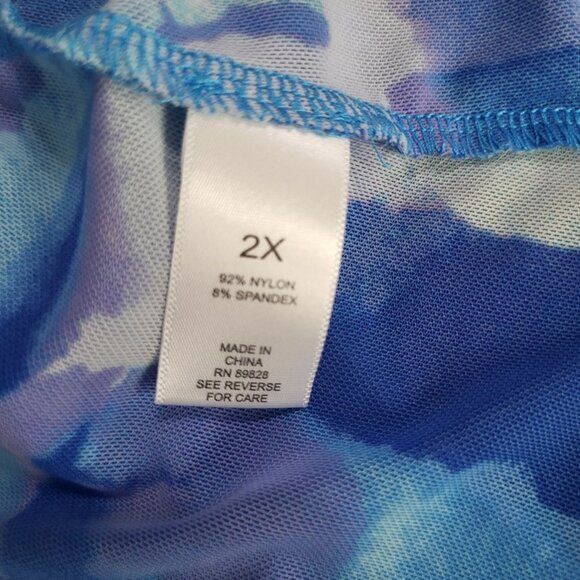 2X
92% NYLON
8% SPANDEX
MADE IN
CHINA
RN 89828
SEE REVERSE
FOR CARE